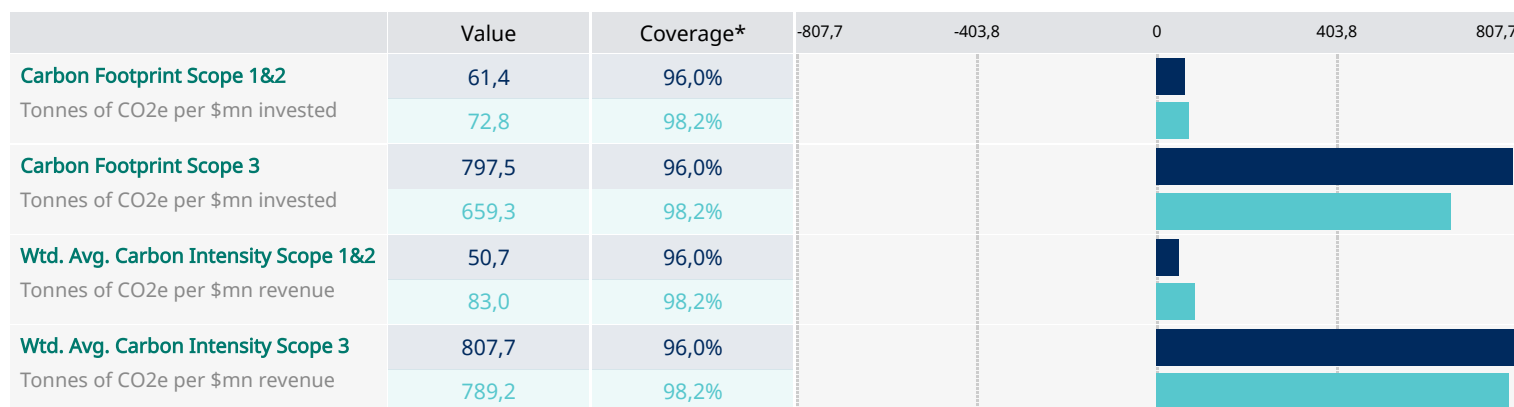 Value Coverage* -807,7 -403,8 0 403,8 807,7
Carbon Footprint Scope 1&2 61,4 96,0%
Tonnes of CO2e per $mn invested 72,8 98,2%
Carbon Footprint Scope 3 797,5 96,0%
Tonnes of CO2e per $mn invested 659,3 98,2%
Wtd. Avg. Carbon Intensity Scope 1&2 50,7 96,0%
Tonnes of CO2e per $mn revenue 83,0 98,2%
Wtd. Avg. Carbon Intensity Scope 3 807,7 96,0%
Tonnes of CO2e per $mn revenue 789,2 98,2%